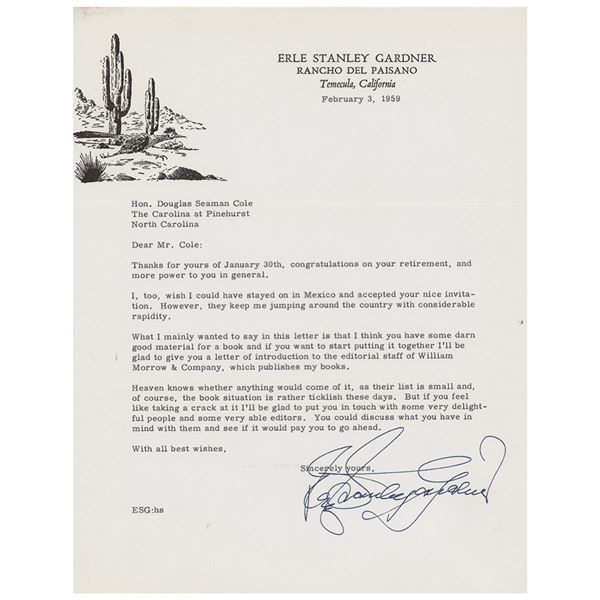 ERLE STANLEY GARDNER
RANCHO DEL PAISANO
Temecula, California
February 3, 1959
Hon. Douglas Seaman Cole
The Carolina at Pinehurst
North Carolina
Dear Mr. Cole:
Thanks for yours of January 30th, congratulations on your retirement, and
more power to you in general.
I, too, wish I could have stayed on in Mexico and accepted your nice invita-
tion. However, they keep me jumping around the country with considerable
rapidity.
What I mainly wanted to say in this letter is that I think you have some darn
good material for a book and if you want to start putting it together I'll be
glad to give you a letter of introduction to the editorial staff of William
Morrow & Company, which publishes my books.
Heaven knows whether anything would come of it, as their list is small and,
of course, the book situation is rather ticklish these days. But if you feel
like taking a crack at it I'll be glad to put you in touch with some very delight-
ful people and some very able editors. You could discuss what you have in
mind with them and see if it would pay you to go ahead.
With all best wishes,
Sincerely yours,
Erle Stanley Gardner
ESG:hs